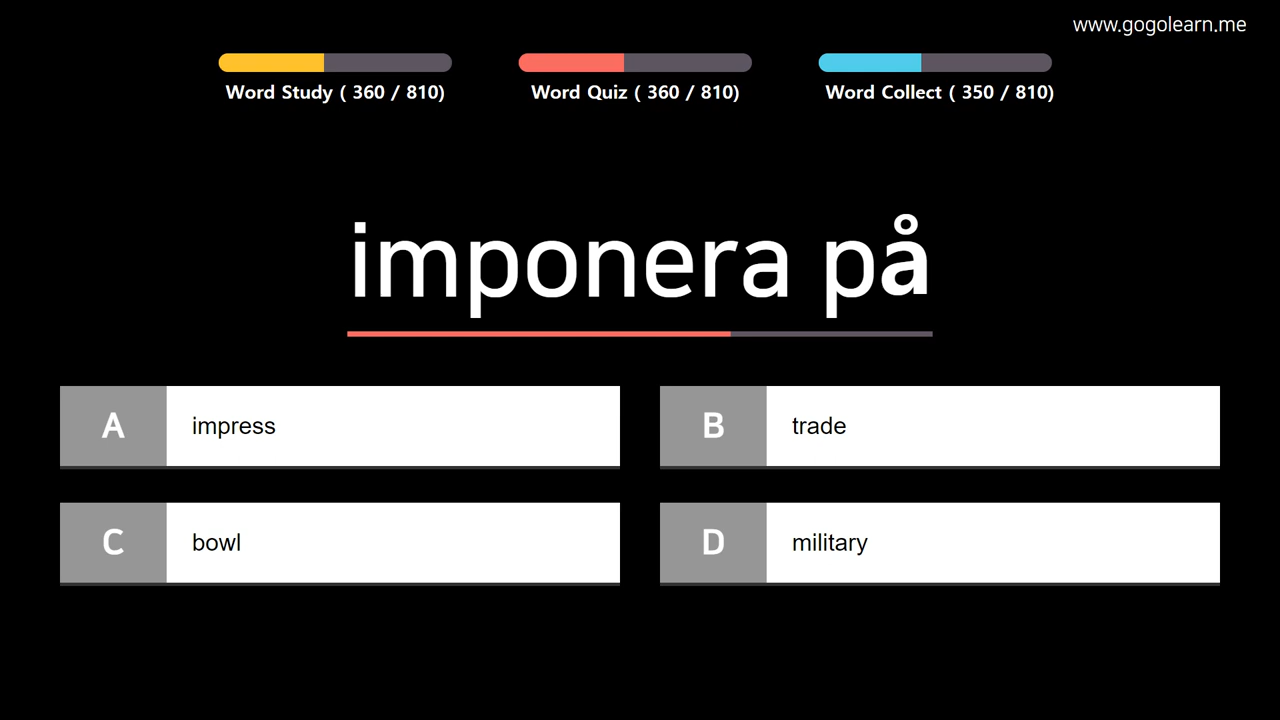 www.gogolearn.me
Word Study ( 360 / 810)
Word Quiz ( 360 / 810)
Word Collect ( 350 / 810)
imponera på
A impress
B trade
C bowl
D military